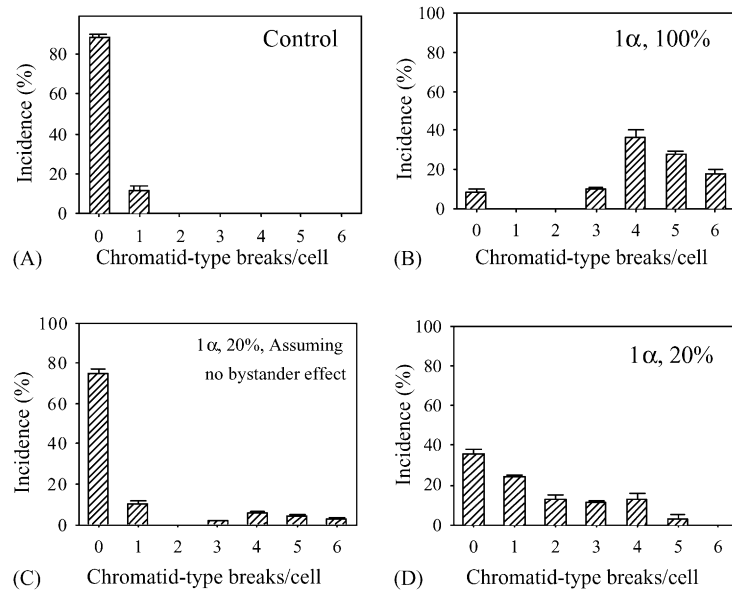 Control
Incidence (%)
80
60
40
20
0
0 1 2 3 4 5 6
(A) Chromatid-type breaks/cell
1α, 100%
Incidence (%)
100
80
60
40
20
0
0 1 2 3 4 5 6
(B) Chromatid-type breaks/cell
1α, 20%, Assuming
no bystander effect
Incidence (%)
100
80
60
40
20
0
0 1 2 3 4 5 6
(C) Chromatid-type breaks/cell
1α, 20%
Incidence (%)
100
80
60
40
20
0
0 1 2 3 4 5 6
(D) Chromatid-type breaks/cell